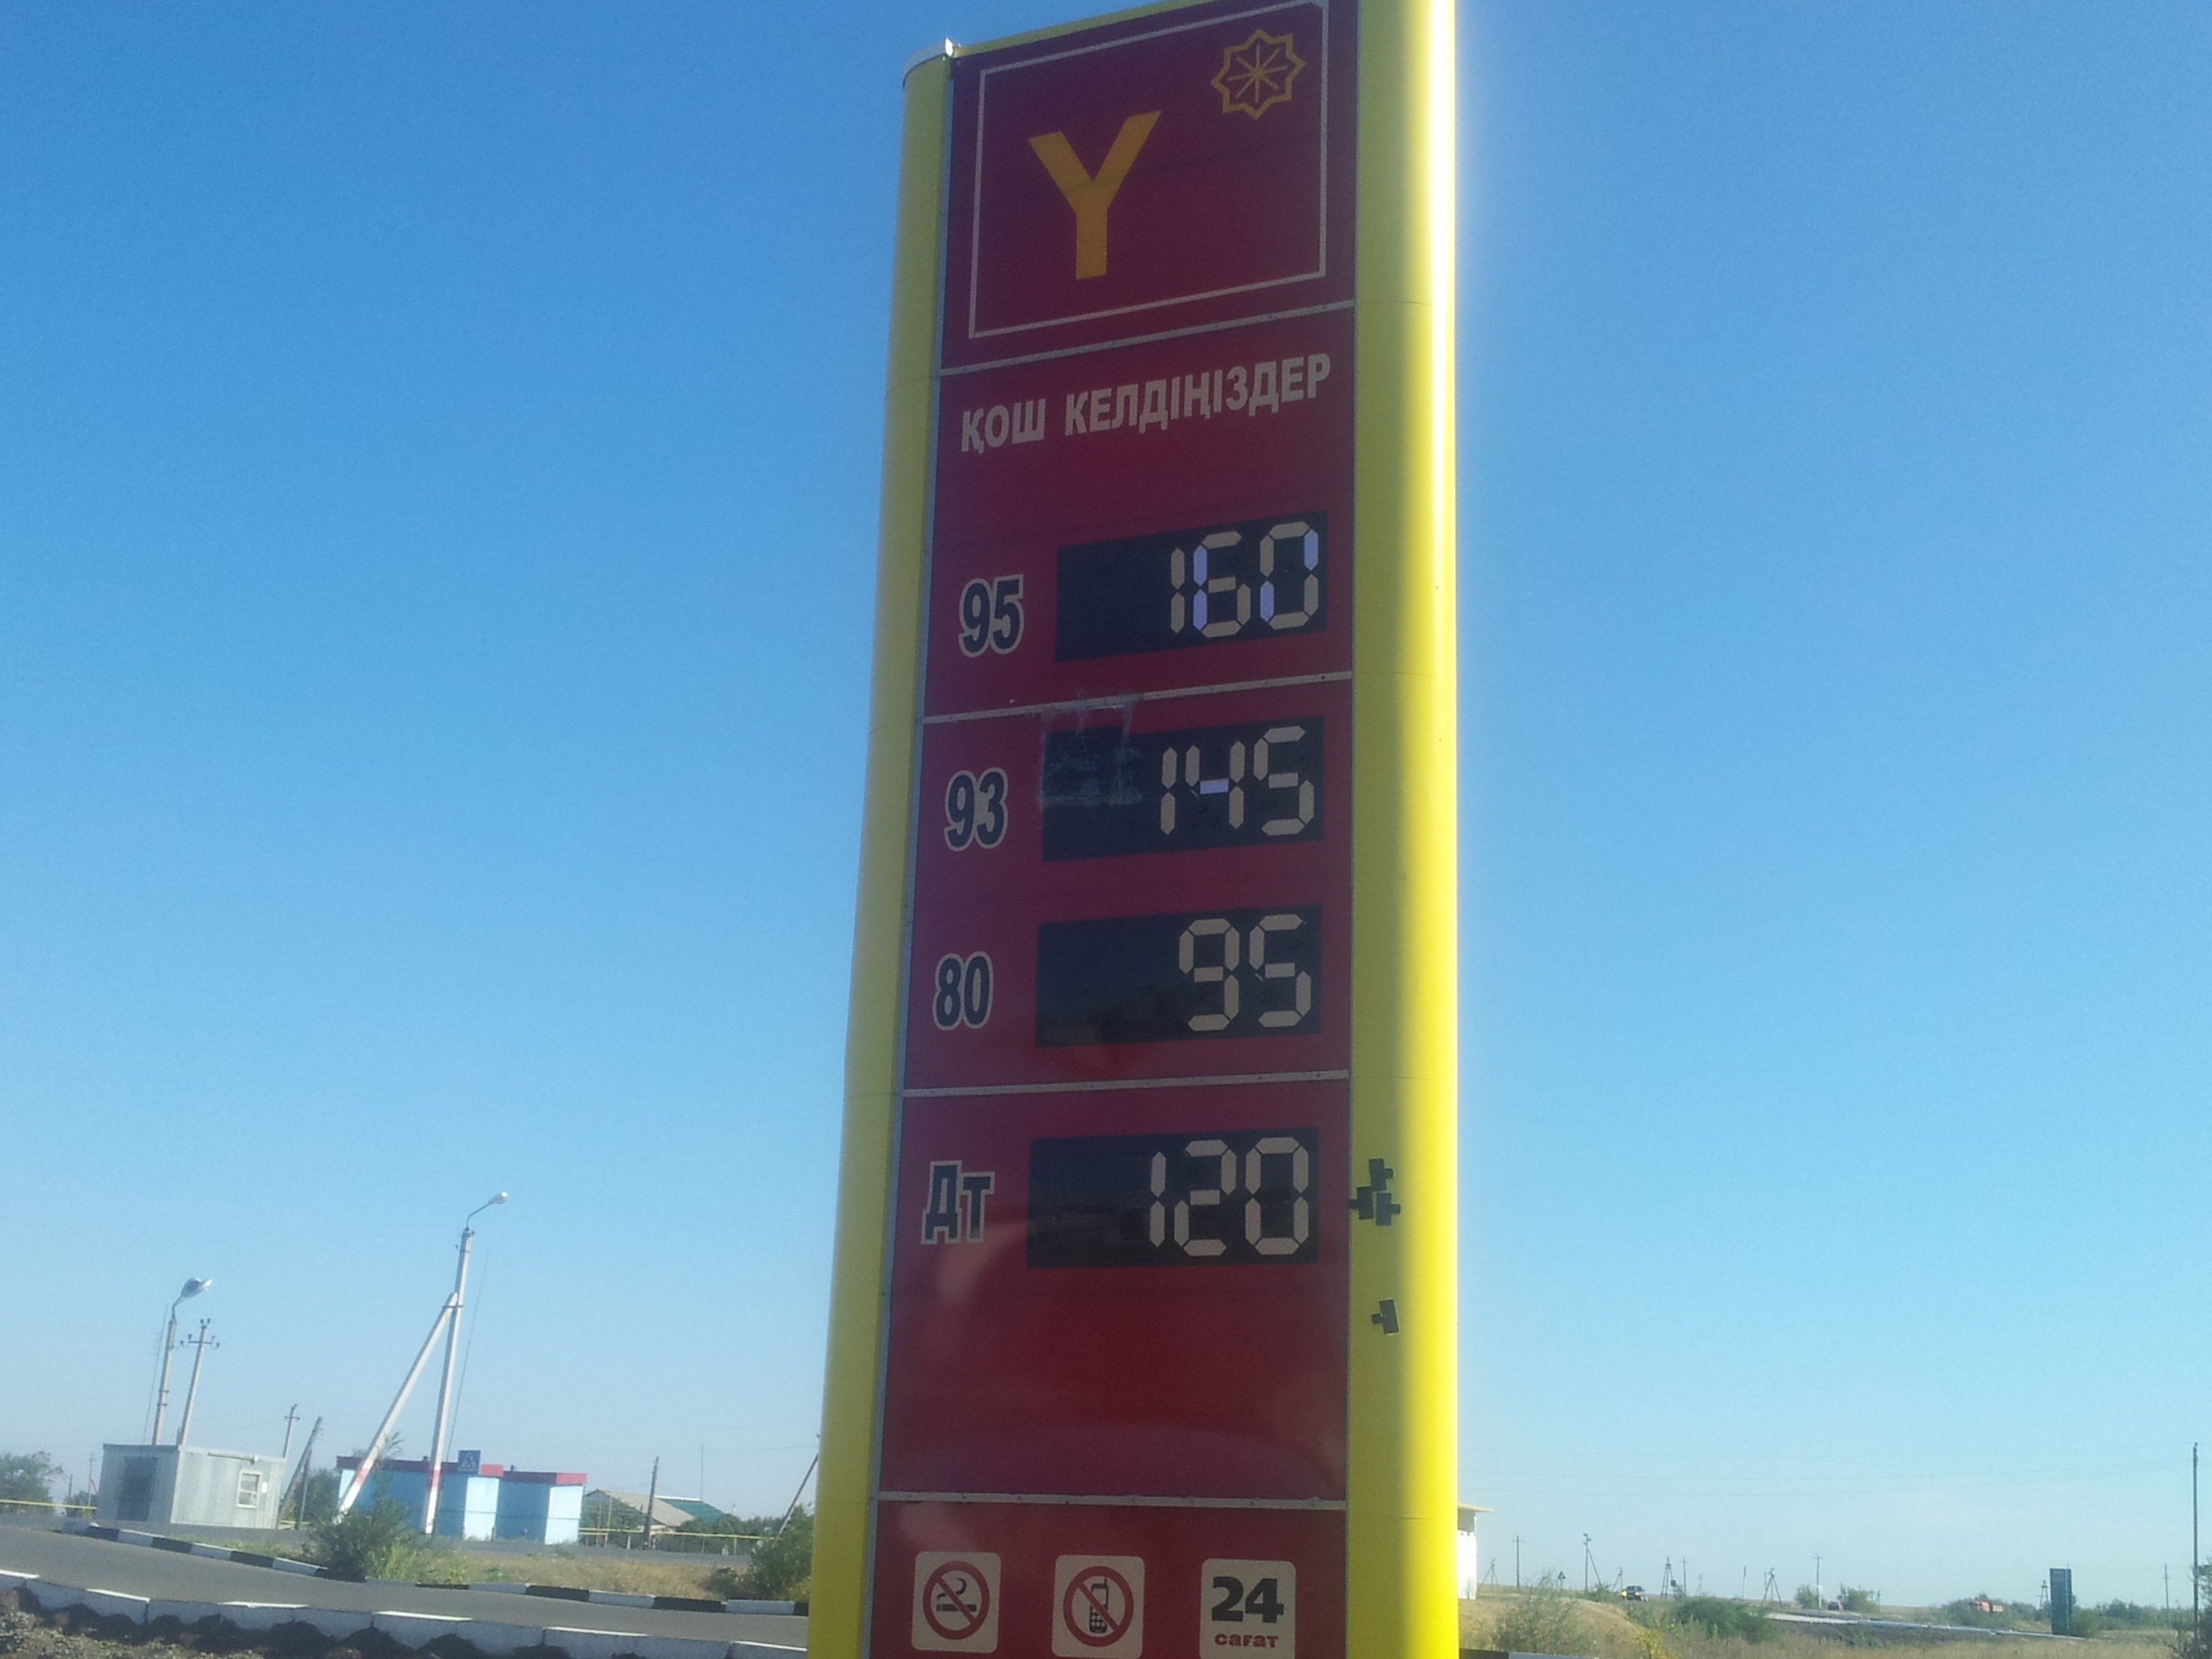 Y
ҚОШ КЕЛДІҢІЗДЕР
95 160
93 145
80 95
ДТ 120
24
сағат